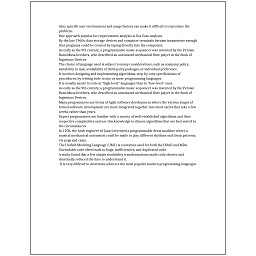 Also, specific user environment and usage history can make it difficult to reproduce the
problem.
One approach popular for requirements analysis is Use Case analysis.
By the late 1960s, data storage devices and computer terminals became inexpensive enough
that programs could be created by typing directly into the computers.
As early as the 9th century, a programmable music sequencer was invented by the Persian
Banu Musa brothers, who described an automated mechanical flute player in the Book of
Ingenious Devices.
The choice of language used is subject to many considerations, such as company policy,
suitability to task, availability of third-party packages, or individual preference.
It involves designing and implementing algorithms, step-by-step specifications of
procedures, by writing code in one or more programming languages.
It is usually easier to code in "high-level" languages than in "low-level" ones.
As early as the 9th century, a programmable music sequencer was invented by the Persian
Banu Musa brothers, who described an automated mechanical flute player in the Book of
Ingenious Devices.
Many programmers use forms of Agile software development where the various stages of
formal software development are more integrated together into short cycles that take a few
weeks rather than years.
Expert programmers are familiar with a variety of well-established algorithms and their
respective complexities and use this knowledge to choose algorithms that are best suited
to the circumstances.
In 1206, the Arab engineer Al-Jazari invented a programmable drum machine where a
musical mechanical automaton could be made to play different rhythms and drum patterns,
via pegs and cams.
The Unified Modeling Language (UML) is a notation used for both the OOAD and MDA.
Unreadable code often leads to bugs, inefficiencies, and duplicated code.
A study found that a few simple readability transformations made code shorter and
drastically reduced the time to understand it.
It is very difficult to determine what are the most popular modern programming languages.